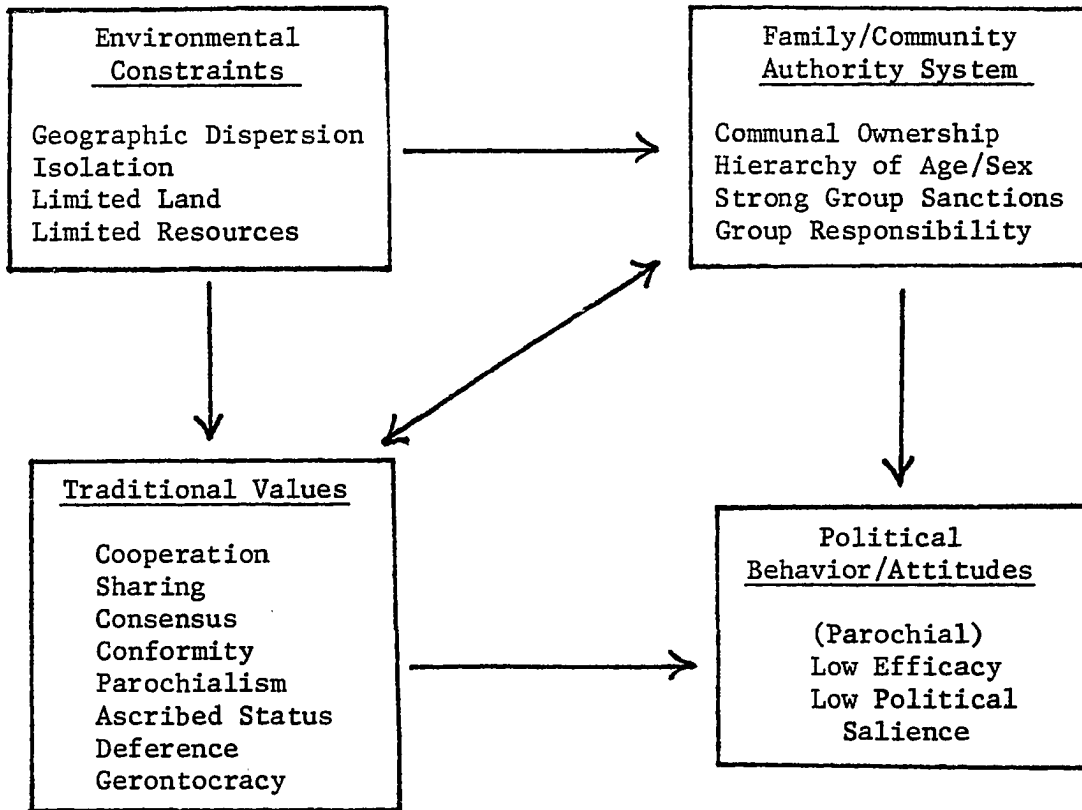 Environmental
Constraints
Geographic Dispersion
Isolation
Limited Land
Limited Resources
Family/Community
Authority System
Communal Ownership
Hierarchy of Age/Sex
Strong Group Sanctions
Group Responsibility
Traditional Values
Cooperation
Sharing
Consensus
Conformity
Parochialism
Ascribed Status
Deference
Gerontocracy
Political
Behavior/Attitudes
(Parochial)
Low Efficacy
Low Political
Salience